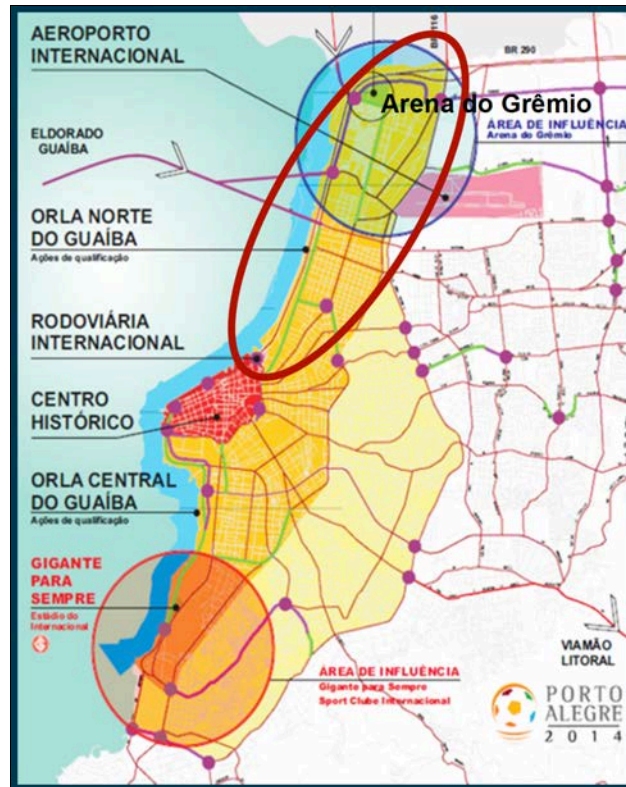 AEROPORTO
INTERNACIONAL
BR 116
BR 290
Arena do Grêmio
ÁREA DE INFLUÊNCIA
Arena do Grêmio
ELDORADO
GUAÍBA
ORLA NORTE
DO GUAÍBA
Ações de qualificação
RODOVIÁRIA
INTERNACIONAL
CENTRO
HISTÓRICO
ORLA CENTRAL
DO GUAÍBA
Ações de qualificação
GIGANTE
PARA
SEMPRE
Estádio do
Internacional
ÁREA DE INFLUÊNCIA
Gigante para Sempre
Sport Clube Internacional
VIAMÃO
LITORAL
PORTO
ALEGRE
2014